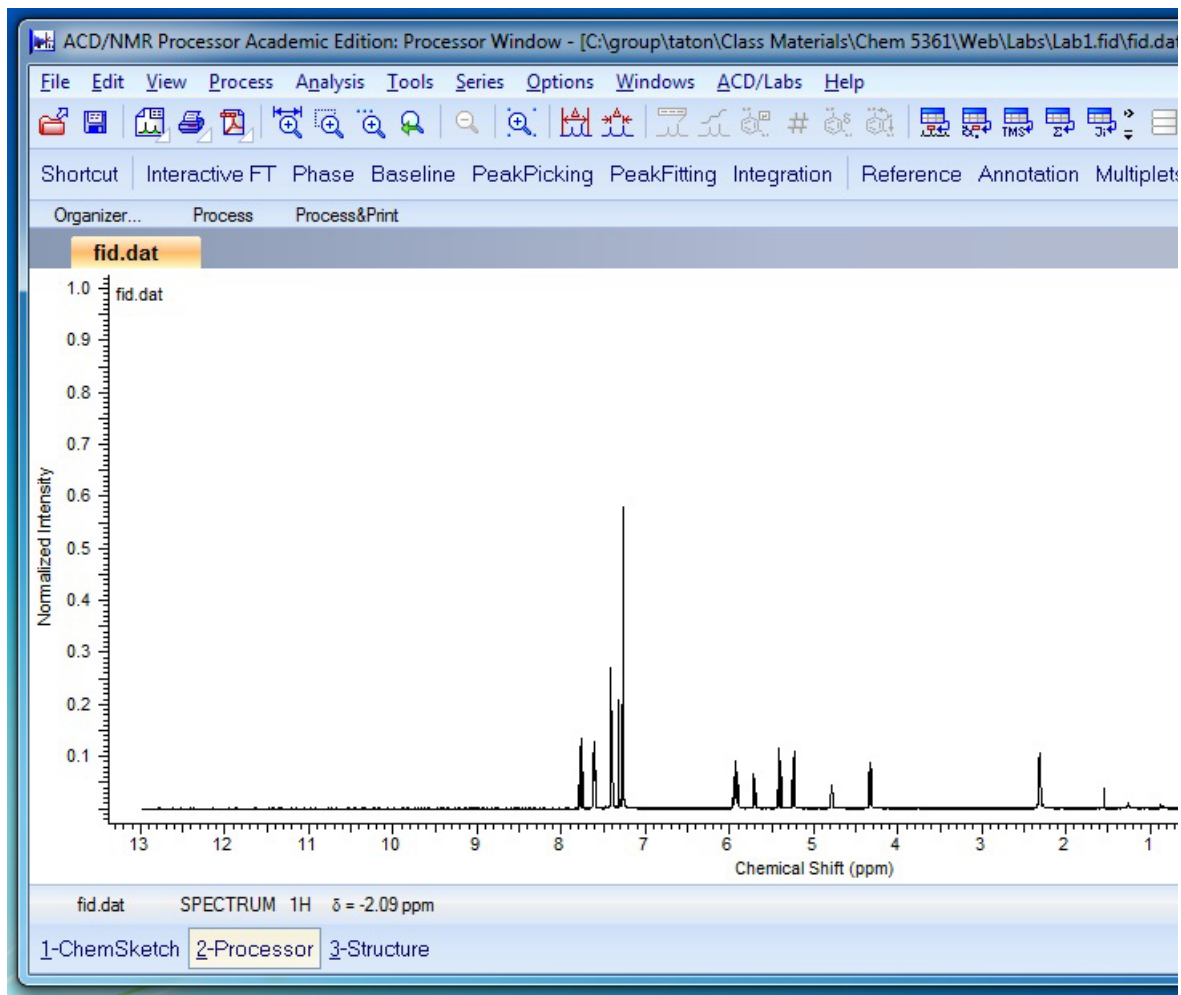 ACD/NMR Processor Academic Edition: Processor Window - [C:\group\taton\Class Materials\Chem 5361\Web\Labs\Lab1.fid\fid.dat
File Edit View Process Analysis Tools Series Options Windows ACD/Labs Help
TMS Σ Ji
Shortcut Interactive FT Phase Baseline PeakPicking PeakFitting Integration Reference Annotation Multiplets
Organizer... Process Process&Print
fid.dat
1.0
fid.dat
0.9
0.8
0.7
0.6
0.5
0.4
0.3
0.2
0.1
Normalized Intensity
13 12 11 10 9 8 7 6 5 4 3 2 1
Chemical Shift (ppm)
fid.dat SPECTRUM 1H δ = -2.09 ppm
1-ChemSketch 2-Processor 3-Structure